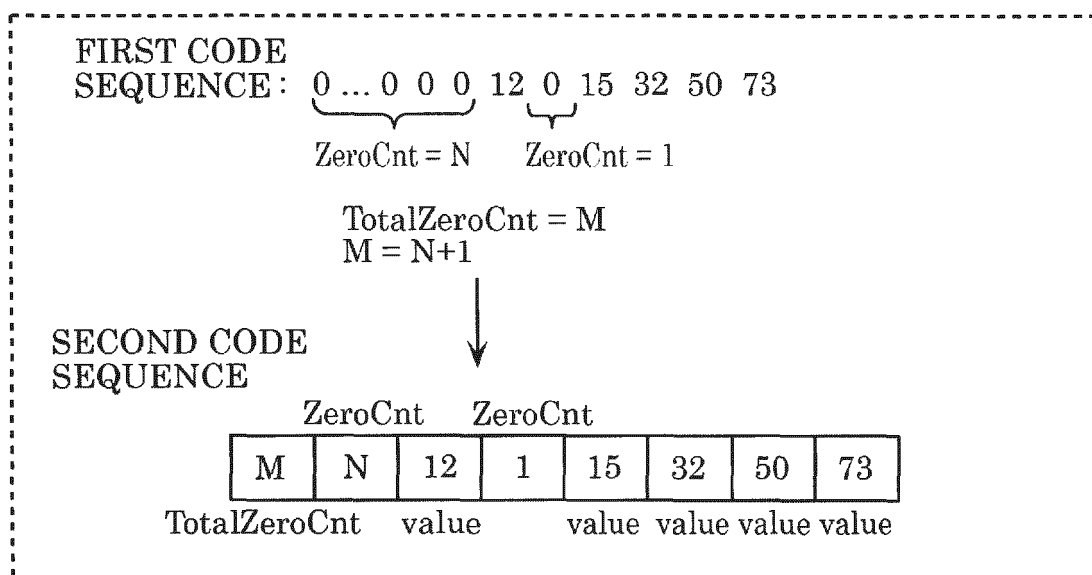 FIRST CODE
SEQUENCE: 0 ... 0 0 0 12 0 15 32 50 73
ZeroCnt = N ZeroCnt = 1
TotalZeroCnt = M
M = N+1
SECOND CODE
SEQUENCE
ZeroCnt ZeroCnt
M N 12 1 15 32 50 73
TotalZeroCnt value value value value value